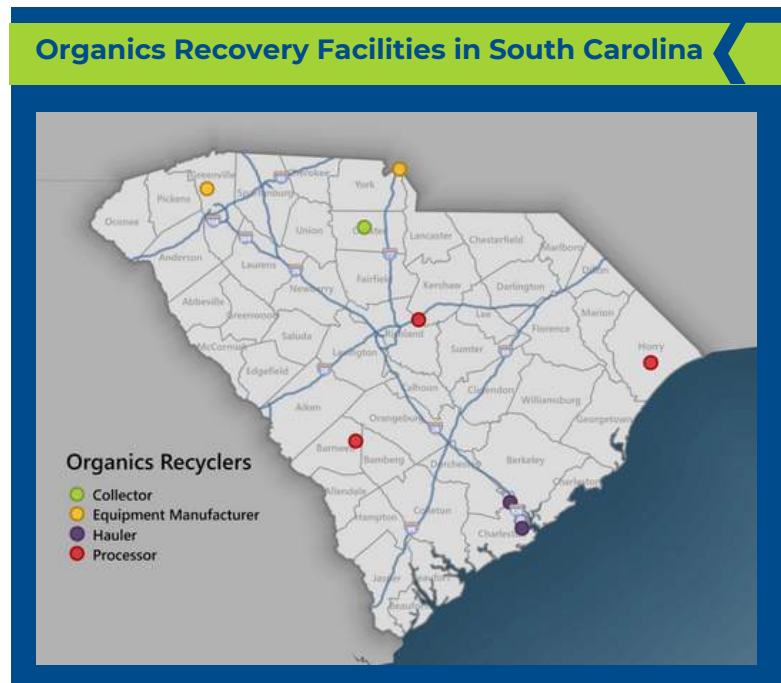 Organics Recovery Facilities in South Carolina
Greenville
Cherokee
York
Spartanburg
Pickens
Oconee
Union
Chester
Lancaster
Chesterfield
Marlboro
Anderson
Laurens
Fairfield
Dillon
Newberry
Kershaw
Darlington
Abbeville
Greenwood
Lee
Marion
Saluda
Richland
Florence
McCormick
Lexington
Sumter
Horry
Edgefield
Calhoun
Clarendon
Williamsburg
Aiken
Orangeburg
Georgetown
Barnwell
Bamberg
Dorchester
Berkeley
Organics Recyclers
Allendale
Charleston
Collector
Equipment Manufacturer
Hampton
Colleton
Hauler
Charleston
Processor
Jasper
Beaufort
Beaufort